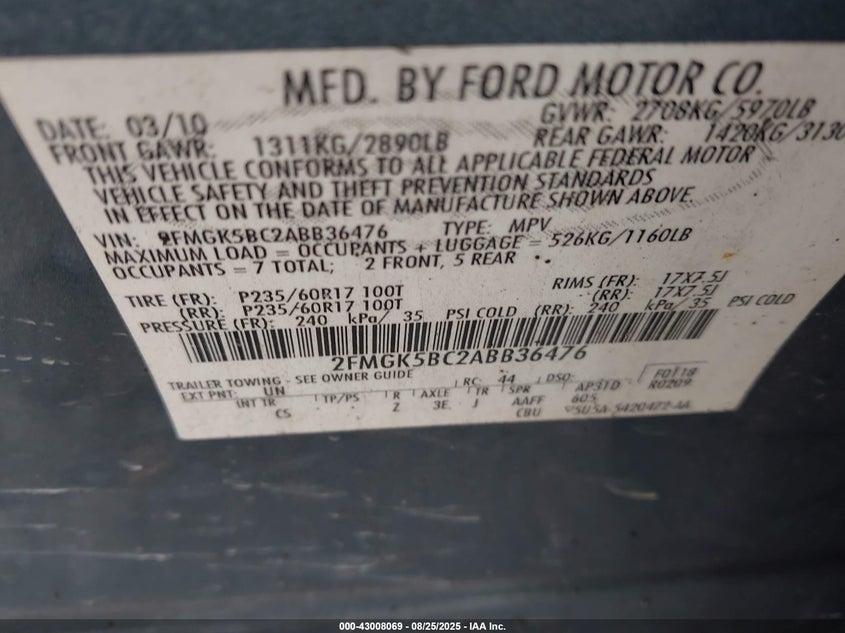 MFD. BY FORD MOTOR CO.
DATE: 03/10 GVWR: 2708KG/5970LB
FRONT GAWR: 1311KG/2890LB REAR GAWR: 1420KG/3130
THIS VEHICLE CONFORMS TO ALL APPLICABLE FEDERAL MOTOR
VEHICLE SAFETY AND THEFT PREVENTION STANDARDS
IN EFFECT ON THE DATE OF MANUFACTURE SHOWN ABOVE
VIN: 2FMGK5BC2ABB36476 TYPE: MPV
MAXIMUM LOAD = OCCUPANTS + LUGGAGE = 526KG/1160LB
OCCUPANTS = 7 TOTAL; 2 FRONT, 5 REAR
TIRE (FR): P235/60R17 100T RIMS (FR): 17X7.5J
(RR): P235/60R17 100T (RR): 17X7.5J
PRESSURE (FR): 240 kPa/ 35 PSI COLD (RR): 240 kPa/ 35 PSI COLD
2FMGK5BC2ABB36476
TRAILER TOWING - SEE OWNER GUIDE RC: 44 DSO: F0118
EXT PNT: UN R0209
INT TR TP/PS R AXLE TR SPR AP3TD
CS Z 3E J AAFF 605
CBU 5U5A-5420472-AA
000-43008069 - 08/25/2025 - IAA Inc.